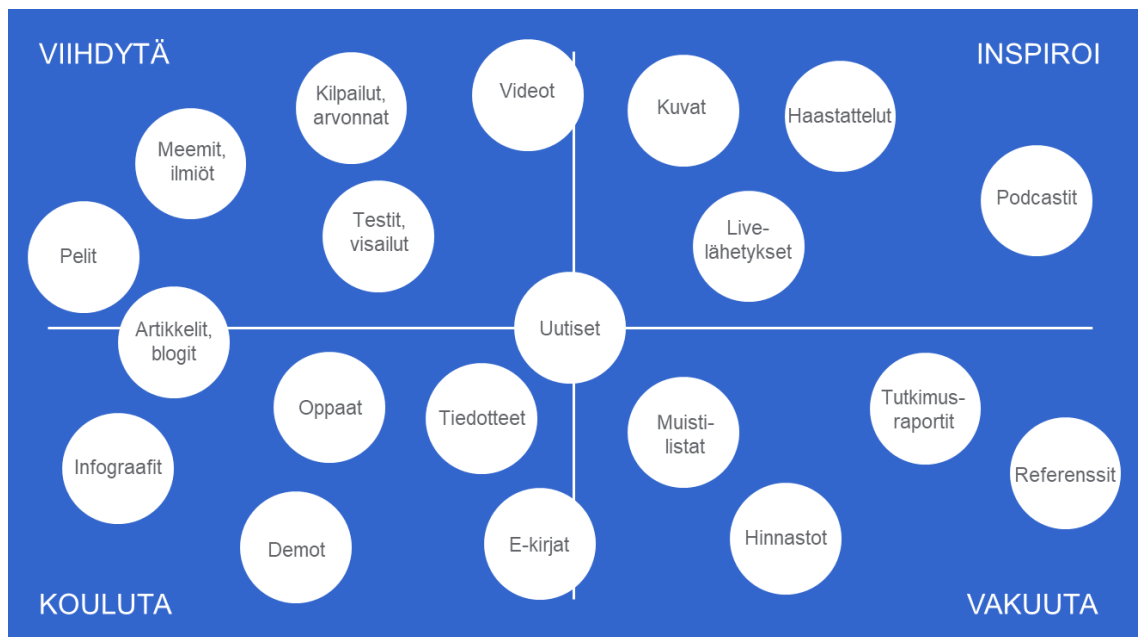 VIIHDYTÄ
INSPIROI
Kilpailut,
arvonnat
Videot
Kuvat
Haastattelut
Meemit,
ilmiöt
Podcastit
Testit,
visailut
Live-
lähetykset
Pelit
Artikkelit,
blogit
Uutiset
Oppaat
Tiedotteet
Muisti-
listat
Tutkimus-
raportit
Infograafit
Referenssit
Demot
E-kirjat
Hinnastot
KOULUTA
VAKUUTA